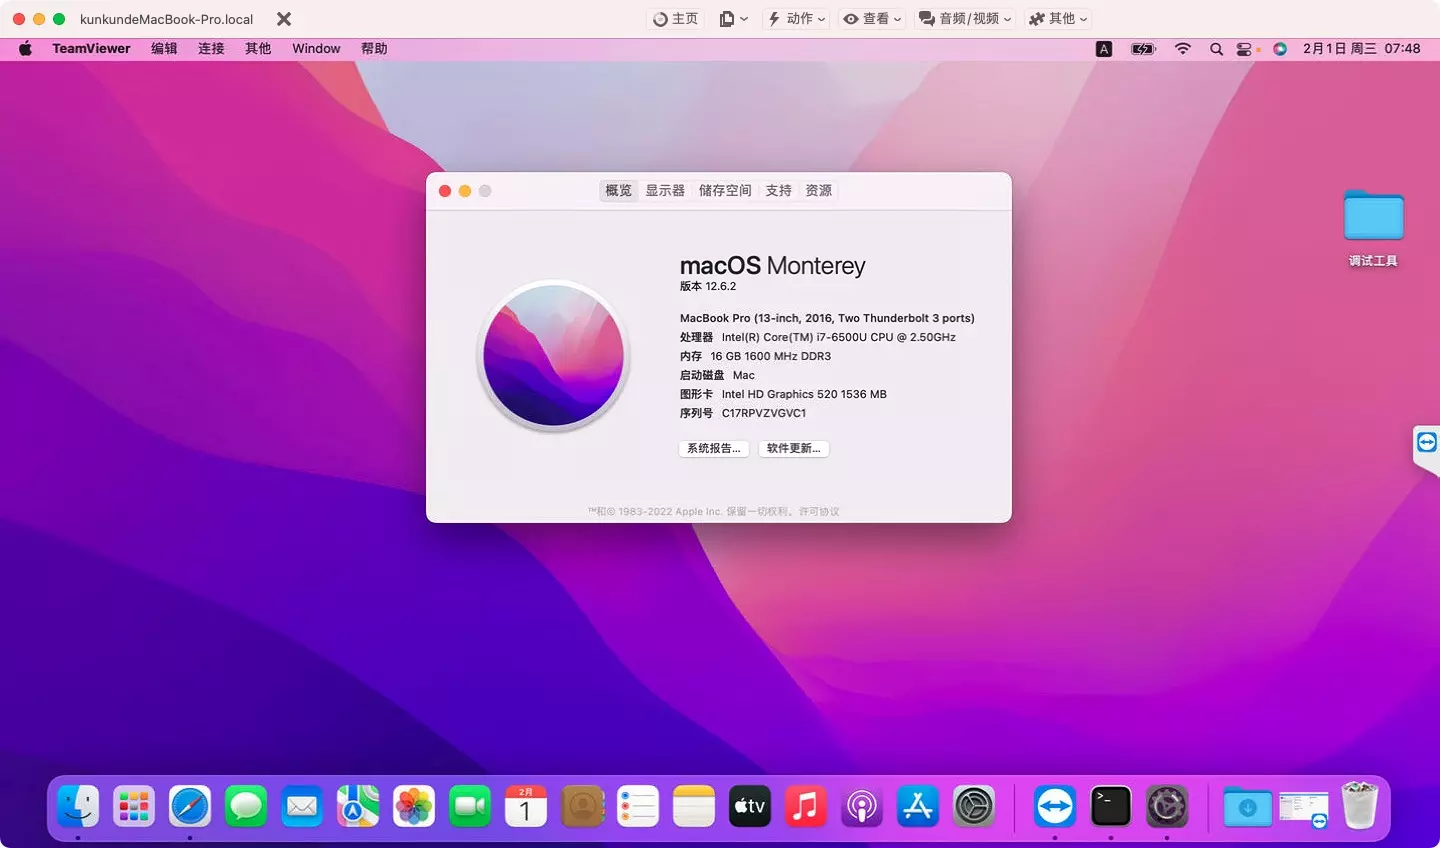 kunkundeMacBook-Pro.local
主页
动作
查看
音频/视频
其他
TeamViewer 编辑 连接 其他 Window 帮助
A
2月1日 周三 07:48
概览 显示器 储存空间 支持 资源
macOS Monterey
版本 12.6.2
MacBook Pro (13-inch, 2016, Two Thunderbolt 3 ports)
处理器 Intel(R) Core(TM) i7-6500U CPU @ 2.50GHz
内存 16 GB 1600 MHz DDR3
启动磁盘 Mac
图形卡 Intel HD Graphics 520 1536 MB
序列号 C17RPVZVGVC1
系统报告... 软件更新...
™和© 1983-2022 Apple Inc. 保留一切权利。许可协议
调试工具
2月
1
tv
>_